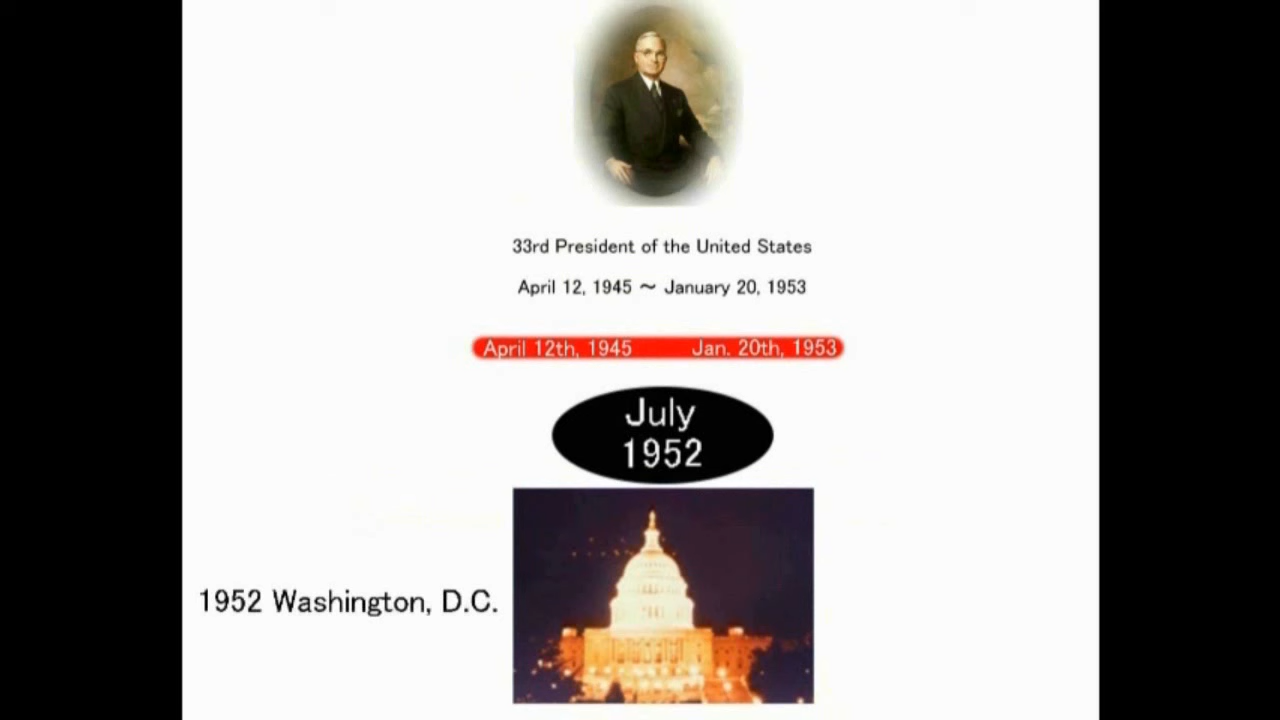 33rd President of the United States
April 12, 1945 ～ January 20, 1953
April 12th, 1945 Jan. 20th, 1953
July
1952
1952 Washington, D.C.